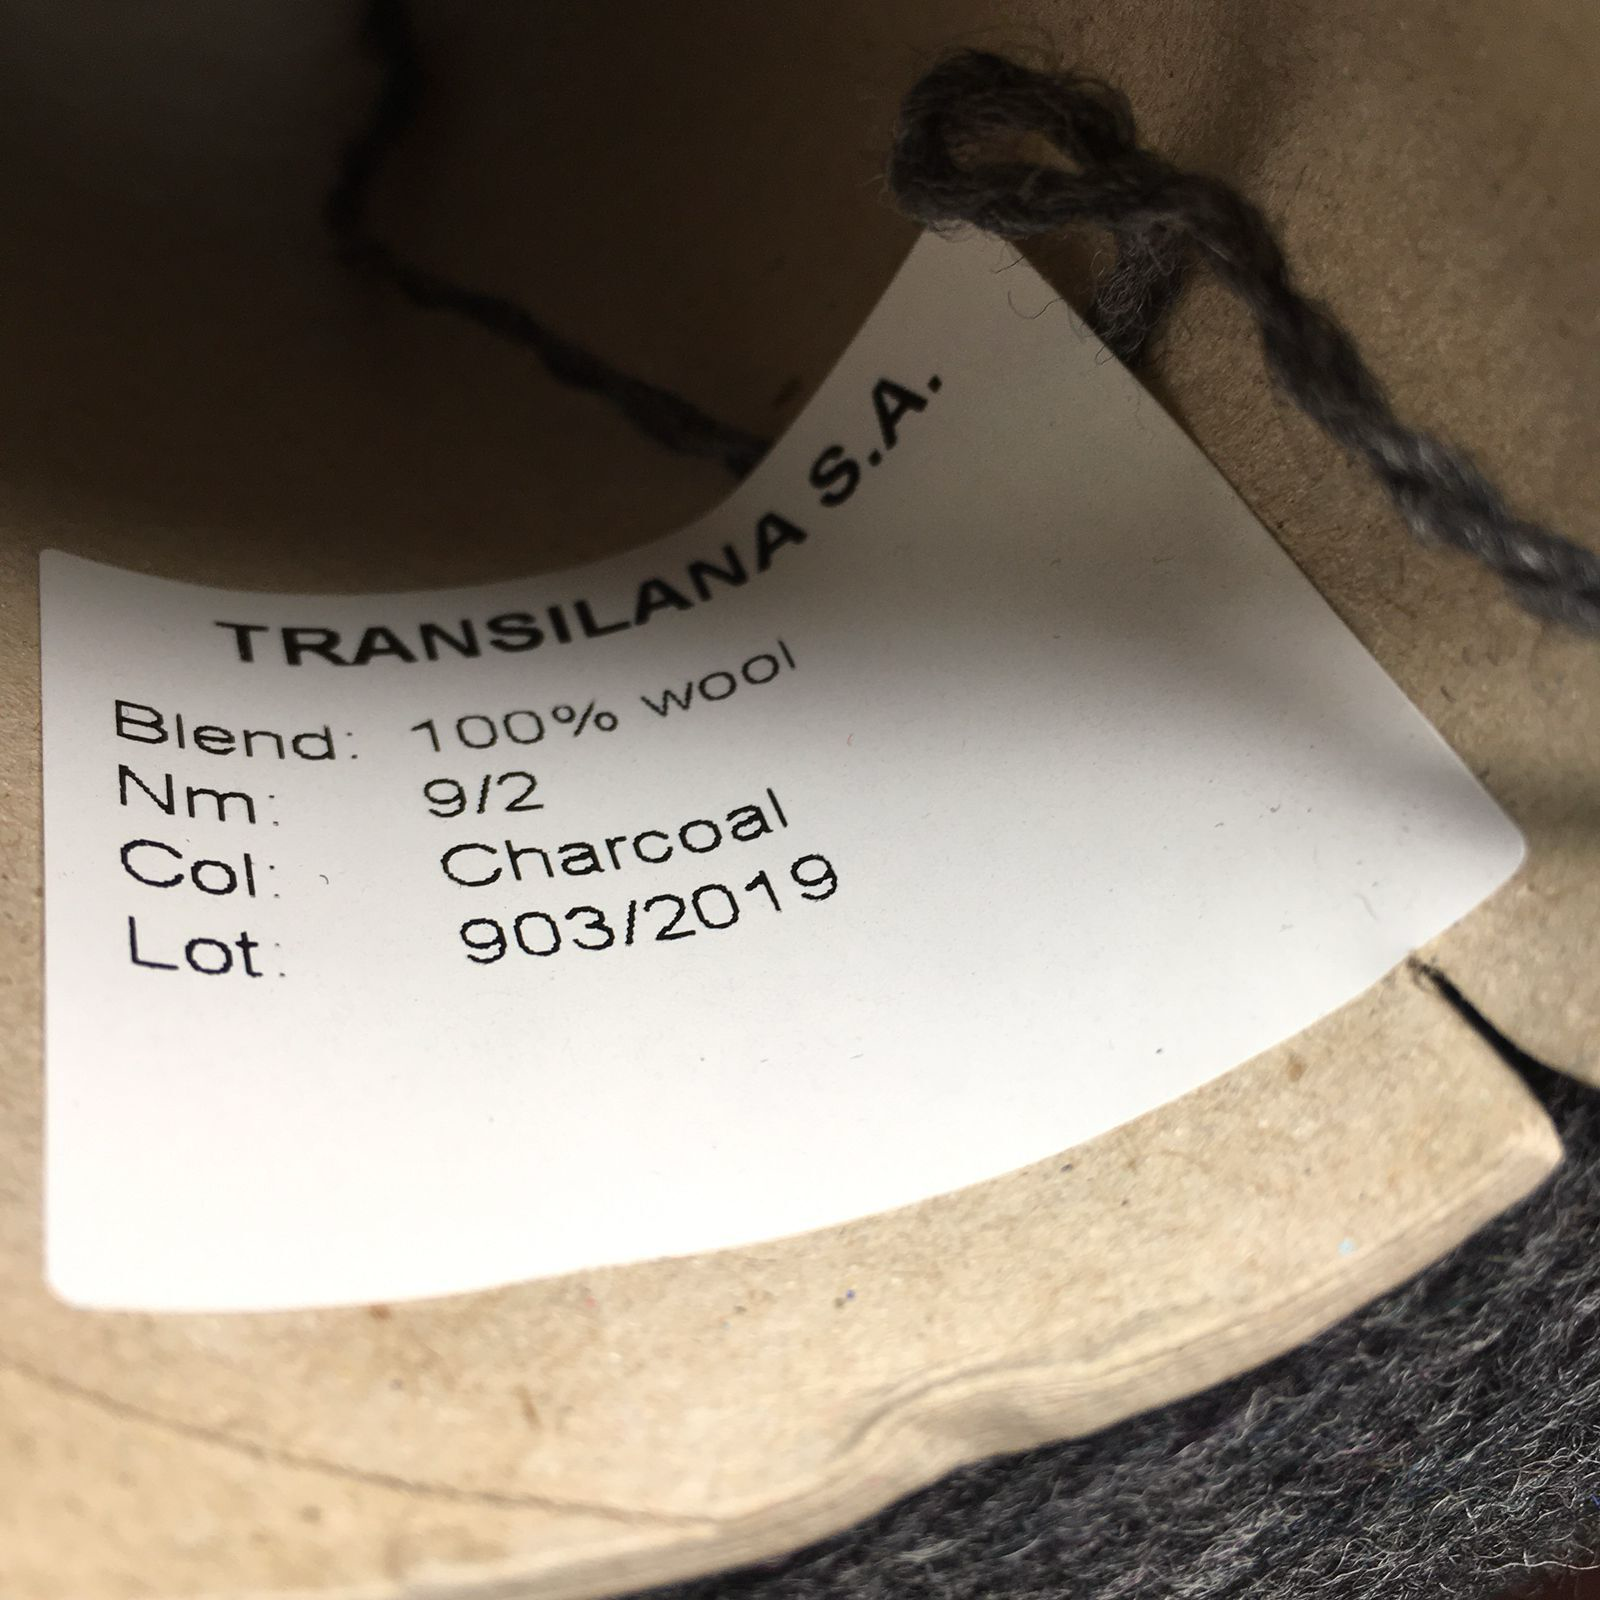 TRANSILANA S.A.
Blend: 100% wool
Nm: 9/2
Col: Charcoal
Lot: 903/2019